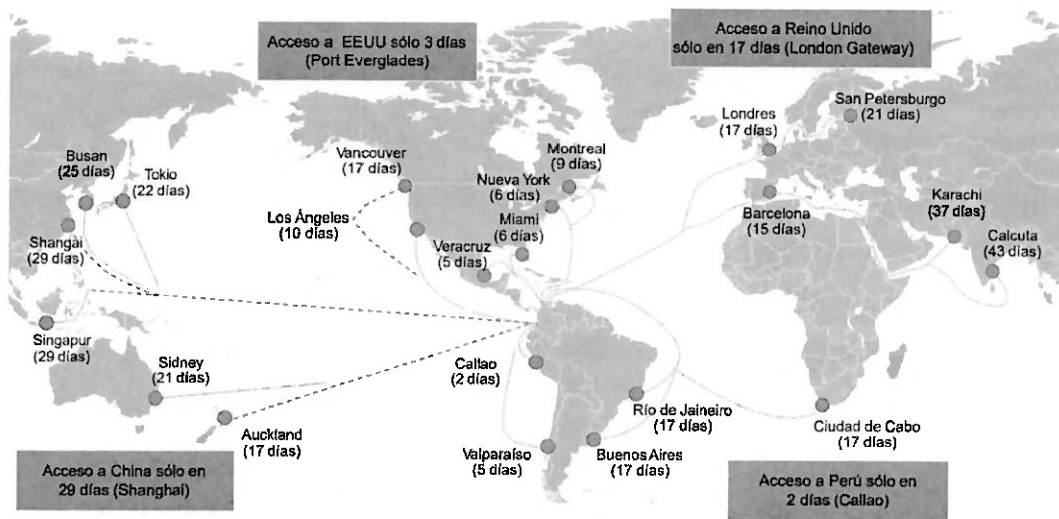 Acceso a EEUU sólo 3 días
(Port Everglades)
Acceso a Reino Unido
sólo en 17 días (London Gateway)
San Petersburgo
(21 días)
Londres
(17 días)
Busan
(25 días)
Tokio
(22 días)
Vancouver
(17 días)
Montreal
(9 días)
Nueva York
(6 días)
Miami
(6 días)
Los Ángeles
(10 días)
Veracruz
(5 días)
Barcelona
(15 días)
Karachi
(37 días)
Calcuta
(43 días)
Shangai
(29 días)
Singapur
(29 días)
Sidney
(21 días)
Auckland
(17 días)
Callao
(2 días)
Valparaíso
(5 días)
Río de Jaineiro
(17 días)
Buenos Aires
(17 días)
Ciudad de Cabo
(17 días)
Acceso a China sólo en
29 días (Shanghai)
Acceso a Perú sólo en
2 días (Callao)